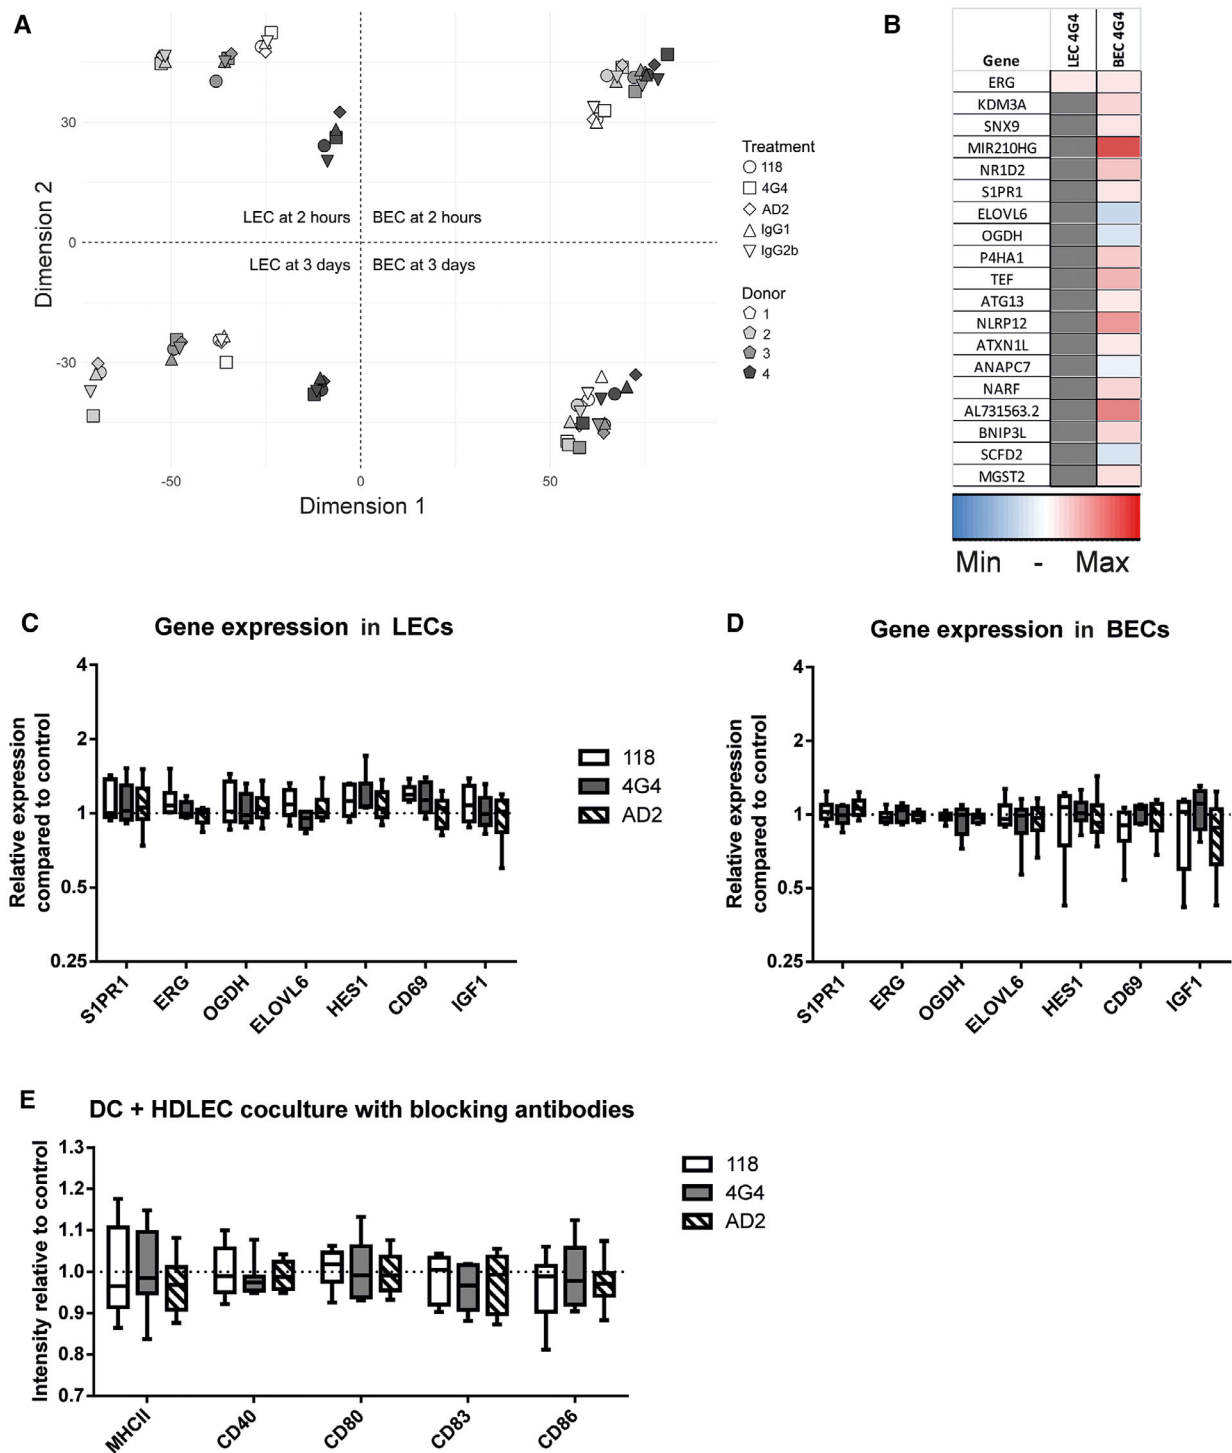 A
Dimension 2
30
0
-30
LEC at 2 hours
BEC at 2 hours
LEC at 3 days
BEC at 3 days
-50
0
50
Dimension 1
Treatment
118
4G4
AD2
IgG1
IgG2b
Donor
1
2
3
4
B
Gene
LEC 4G4
BEC 4G4
ERG
KDM3A
SNX9
MIR210HG
NR1D2
S1PR1
ELOVL6
OGDH
P4HA1
TEF
ATG13
NLRP12
ATXN1L
ANAPC7
NARF
AL731563.2
BNIP3L
SCFD2
MGST2
Min - Max
C
Gene expression in LECs
Relative expression
compared to control
4
2
1
0.5
0.25
S1PR1
ERG
OGDH
ELOVL6
HES1
CD69
IGF1
118
4G4
AD2
D
Gene expression in BECs
Relative expression
compared to control
4
2
1
0.5
0.25
S1PR1
ERG
OGDH
ELOVL6
HES1
CD69
IGF1
E
DC + HDLEC coculture with blocking antibodies
Intensity relative to control
1.3
1.2
1.1
1.0
0.9
0.8
0.7
MHCII
CD40
CD80
CD83
CD86
118
4G4
AD2